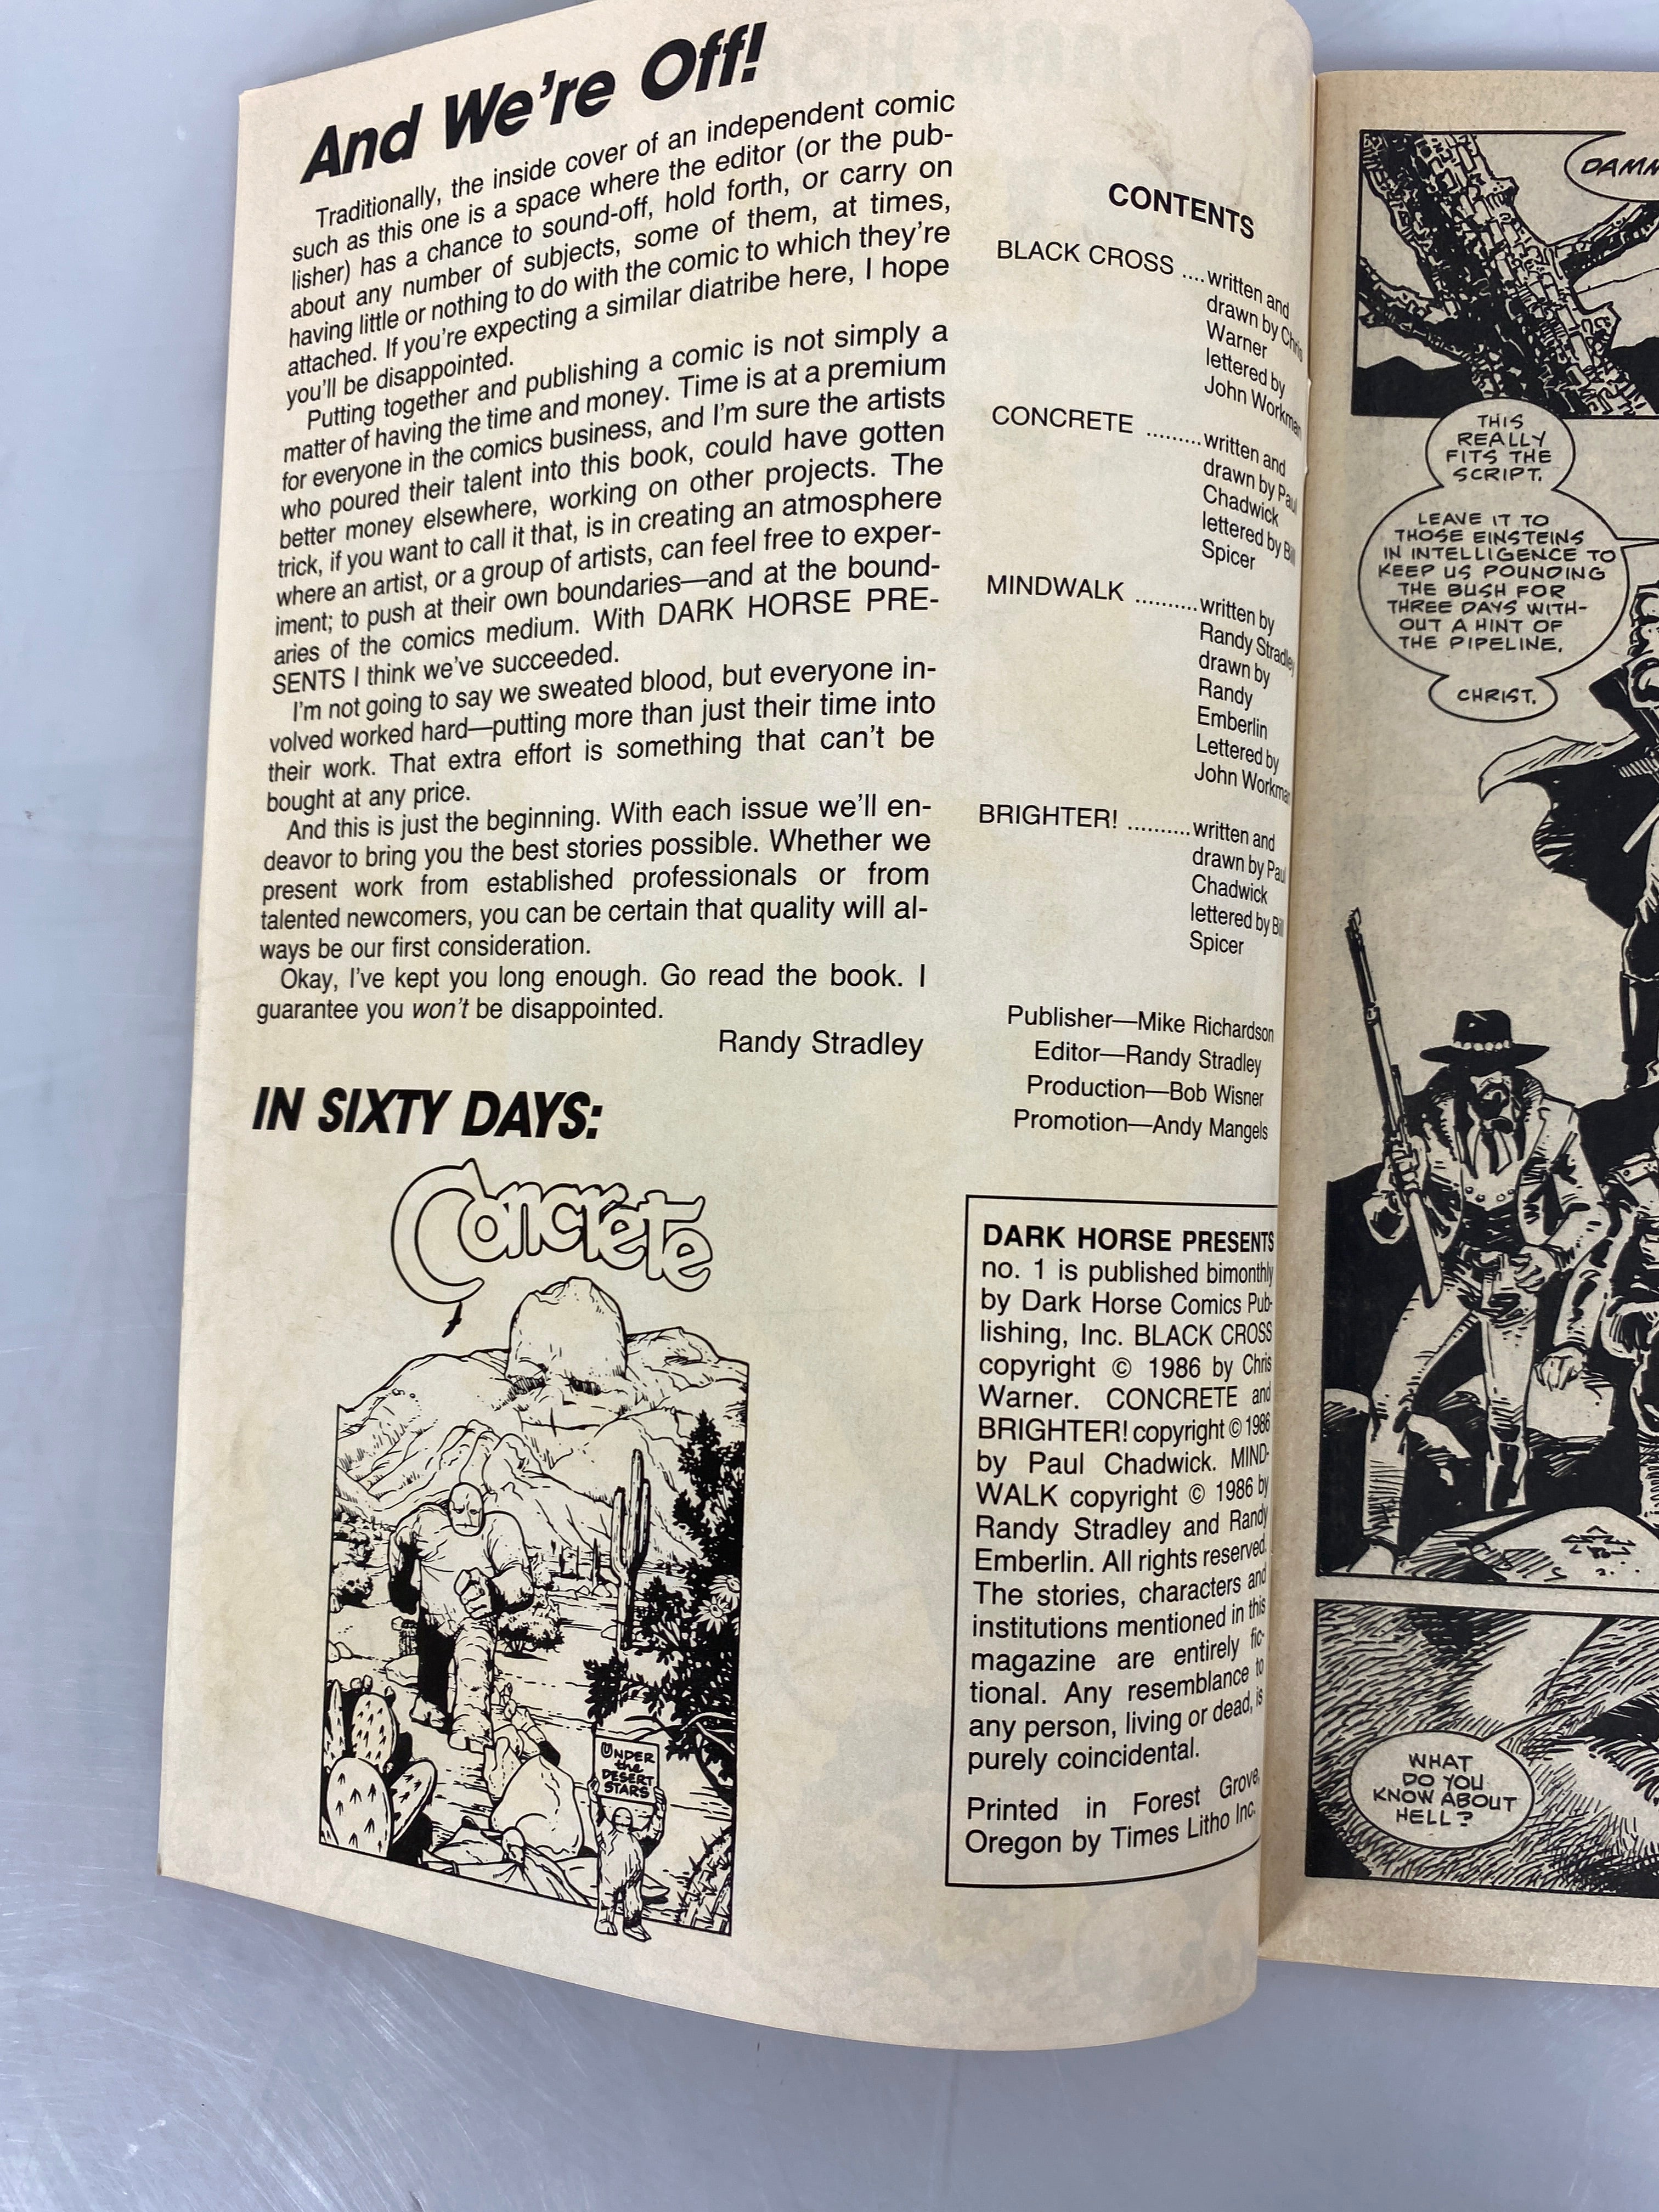 And We're Off!
Traditionally, the inside cover of an independent comic
such as this one is a space where the editor (or the pub-
lisher) has a chance to sound-off, hold forth, or carry on
about any number of subjects, some of them, at times,
having little or nothing to do with the comic to which they're
attached. If you're expecting a similar diatribe here, I hope
you'll be disappointed.
Putting together and publishing a comic is not simply a
matter of having the time and money. Time is at a premium
for everyone in the comics business, and I'm sure the artists
who poured their talent into this book, could have gotten
better money elsewhere, working on other projects. The
trick, if you want to call it that, is in creating an atmosphere
where an artist, or a group of artists, can feel free to exper-
iment; to push at their own boundaries—and at the bound-
aries of the comics medium. With DARK HORSE PRE-
SENTS I think we've succeeded.
I'm not going to say we sweated blood, but everyone in-
volved worked hard—putting more than just their time into
their work. That extra effort is something that can't be
bought at any price.
And this is just the beginning. With each issue we'll en-
deavor to bring you the best stories possible. Whether we
present work from established professionals or from
talented newcomers, you can be certain that quality will al-
ways be our first consideration.
Okay, I've kept you long enough. Go read the book. I
guarantee you won't be disappointed.
Randy Stradley
IN SIXTY DAYS:
Concrete
UNDER
the
DESERT
STARS
CONTENTS
BLACK CROSS ....written and
drawn by Chris
Warner
lettered by
John Workman
CONCRETE .........written and
drawn by Paul
Chadwick
lettered by Bill
Spicer
MINDWALK ..........written by
Randy Stradley
drawn by
Randy
Emberlin
Lettered by
John Workman
BRIGHTER! ..........written and
drawn by Paul
Chadwick
lettered by Bill
Spicer
Publisher—Mike Richardson
Editor—Randy Stradley
Production—Bob Wisner
Promotion—Andy Mangels
DARK HORSE PRESENTS
no. 1 is published bimonthly
by Dark Horse Comics Pub-
lishing, Inc. BLACK CROSS
copyright © 1986 by Chris
Warner. CONCRETE and
BRIGHTER! copyright © 1986
by Paul Chadwick. MIND-
WALK copyright © 1986 by
Randy Stradley and Randy
Emberlin. All rights reserved.
The stories, characters and
institutions mentioned in this
magazine are entirely fic-
tional. Any resemblance to
any person, living or dead, is
purely coincidental.
Printed in Forest Grove,
Oregon by Times Litho Inc.
THIS
REALLY
FITS THE
SCRIPT.
LEAVE IT TO
THOSE EINSTEINS
IN INTELLIGENCE TO
KEEP US POUNDING
THE BUSH FOR
THREE DAYS WITH-
OUT A HINT OF
THE PIPELINE.
CHRIST.
WHAT
DO YOU
KNOW ABOUT
HELL?